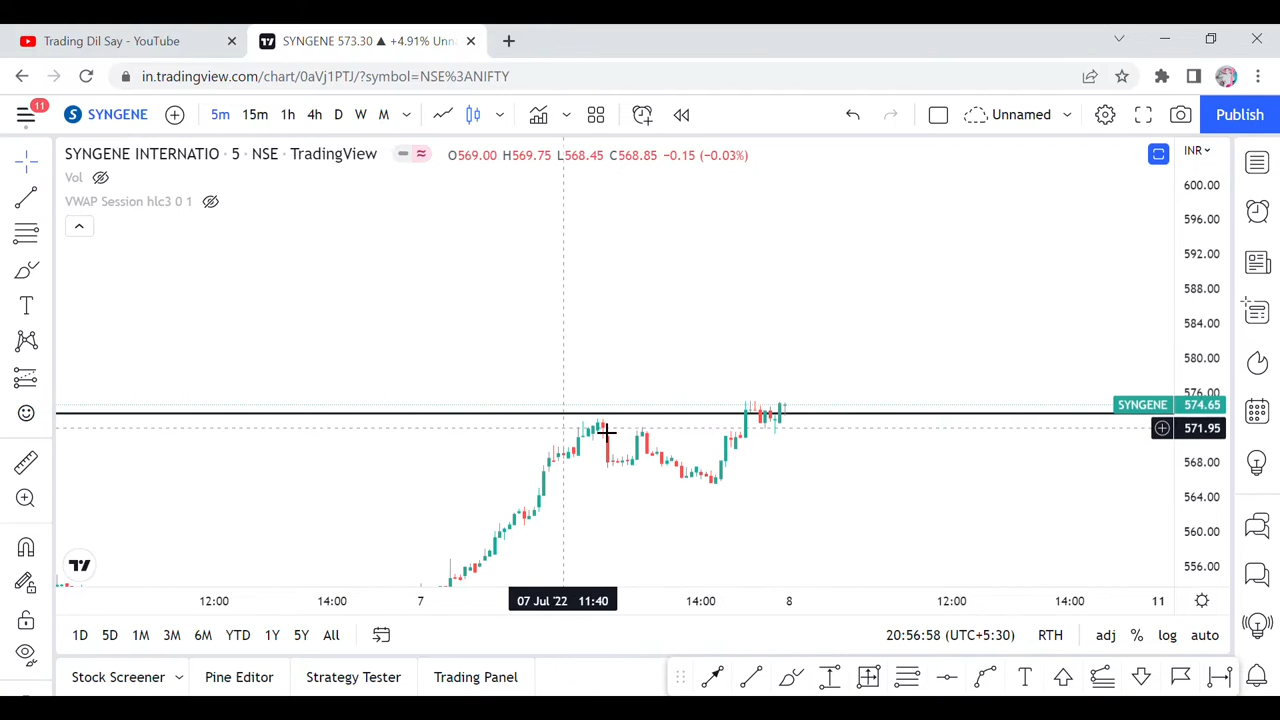 Trading Dil Say - YouTube
SYNGENE 573.30 ▲ +4.91% Unna
in.tradingview.com/chart/0aVj1PTJ/?symbol=NSE%3ANIFTY
11
S SYNGENE 5m 15m 1h 4h D W M Unnamed Publish
SYNGENE INTERNATIO · 5 · NSE · TradingView O569.00 H569.75 L568.45 C568.85 −0.15 (−0.03%) INR
Vol
VWAP Session hlc3 0 1
600.00
596.00
592.00
588.00
584.00
580.00
576.00
SYNGENE 574.65
571.95
568.00
564.00
560.00
556.00
12:00 14:00 7 07 Jul '22 11:40 14:00 8 12:00 14:00 11
1D 5D 1M 3M 6M YTD 1Y 5Y All 20:56:58 (UTC+5:30) RTH adj % log auto
Stock Screener Pine Editor Strategy Tester Trading Panel T